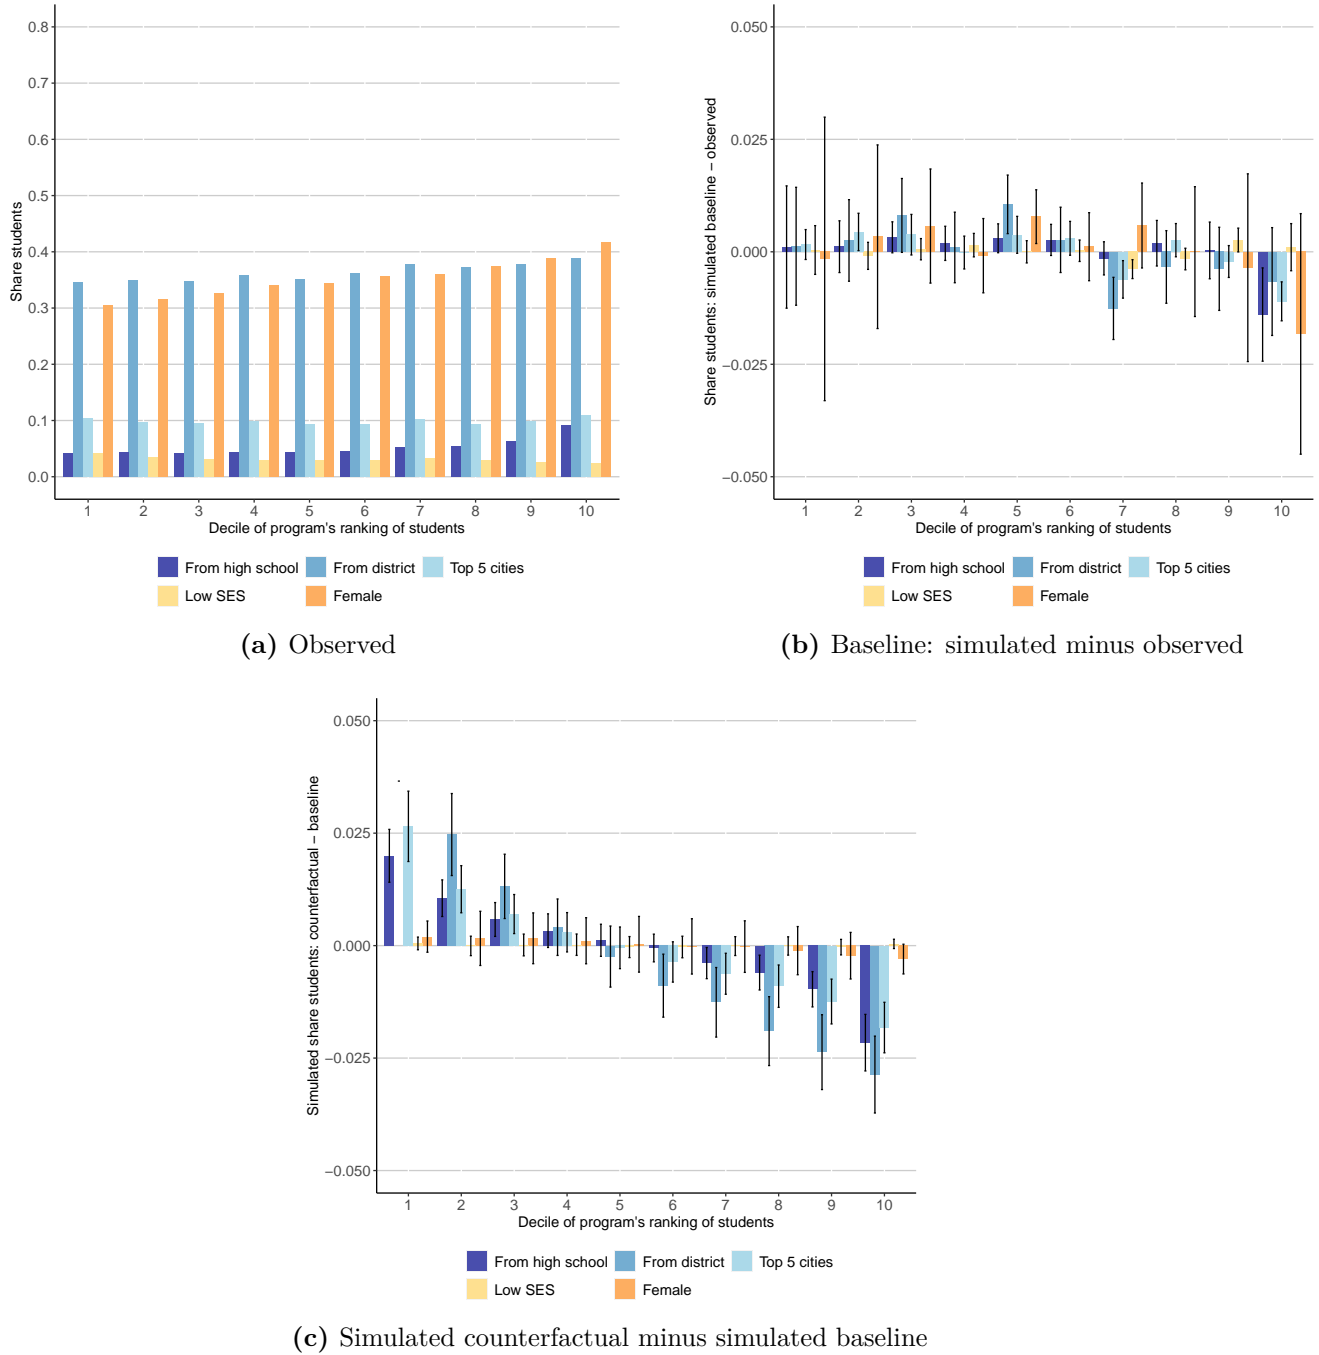 0.8
0.7
0.6
0.5
0.4
0.3
0.2
0.1
0.0
Share students
1 2 3 4 5 6 7 8 9 10
Decile of program's ranking of students
From high school From district Top 5 cities
Low SES Female
(a) Observed
0.050
0.025
0.000
−0.025
−0.050
Share students: simulated baseline − observed
1 2 3 4 5 6 7 8 9 10
Decile of program's ranking of students
From high school From district Top 5 cities
Low SES Female
(b) Baseline: simulated minus observed
0.050
0.025
0.000
−0.025
−0.050
Simulated share students: counterfactual − baseline
1 2 3 4 5 6 7 8 9 10
Decile of program's ranking of students
From high school From district Top 5 cities
Low SES Female
(c) Simulated counterfactual minus simulated baseline